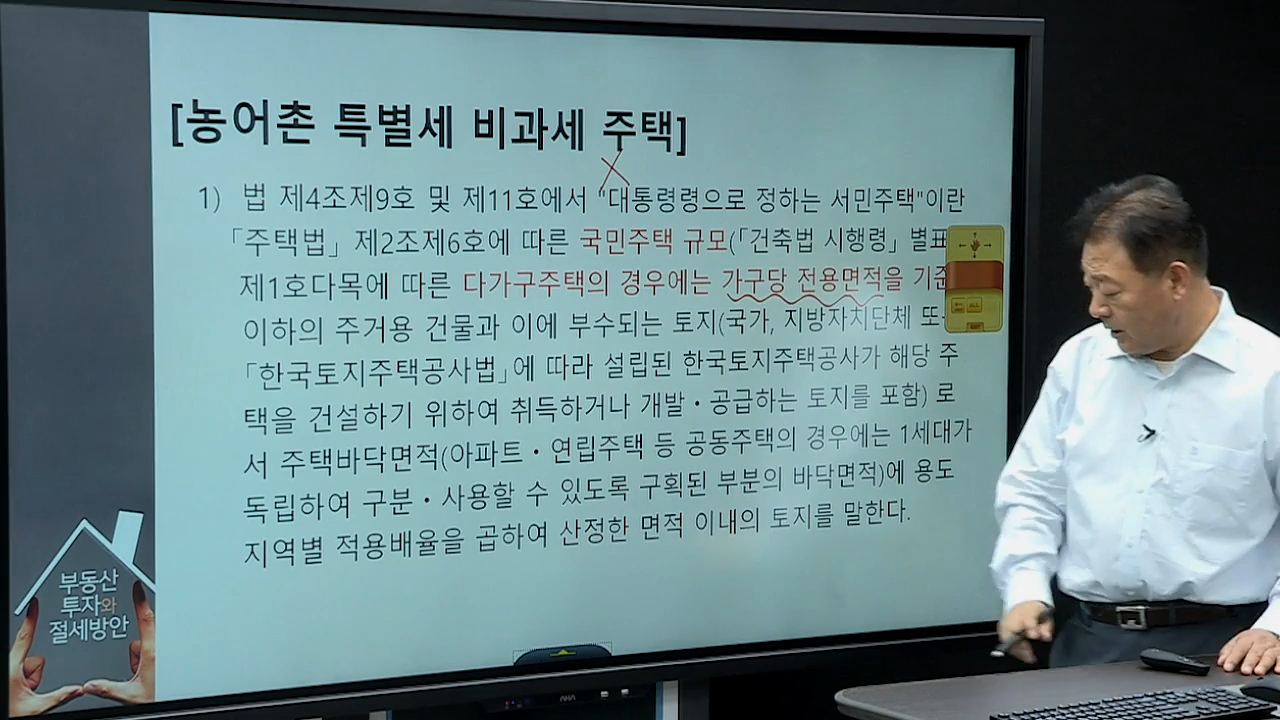 [농어촌 특별세 비과세 주택]
1) 법 제4조제9호 및 제11호에서 "대통령령으로 정하는 서민주택"이란
「주택법」 제2조제6호에 따른 국민주택 규모(「건축법 시행령」 별표
제1호다목에 따른 다가구주택의 경우에는 가구당 전용면적을 기준
이하의 주거용 건물과 이에 부수되는 토지(국가, 지방자치단체 또
「한국토지주택공사법」에 따라 설립된 한국토지주택공사가 해당 주
택을 건설하기 위하여 취득하거나 개발・공급하는 토지를 포함) 로
서 주택바닥면적(아파트・연립주택 등 공동주택의 경우에는 1세대가
독립하여 구분・사용할 수 있도록 구획된 부분의 바닥면적)에 용도
지역별 적용배율을 곱하여 산정한 면적 이내의 토지를 말한다.
부동산
투자와
절세방안